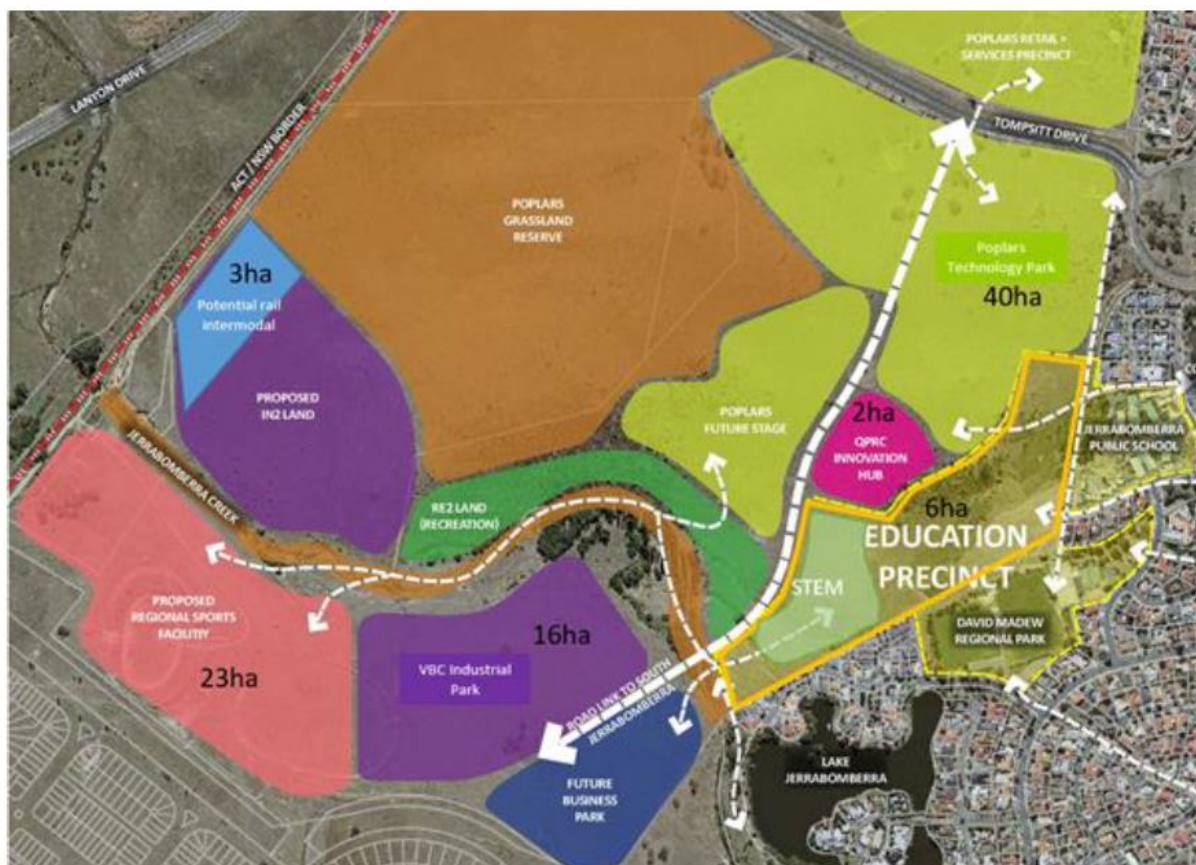 POPLARS RETAIL +
SERVICES PRECINCT
LANYON DRIVE
ACT / NSW BORDER
TOMPSITT DRIVE
POPLARS
GRASSLAND
RESERVE
3ha
Potential rail
intermodal
Poplars
Technology Park
40ha
PROPOSED
IN2 LAND
POPLARS
FUTURE STAGE
2ha
QPRC
INNOVATION
HUB
JERRABOMBERRA
PUBLIC SCHOOL
JERRABOMBERRA CREEK
RE2 LAND
(RECREATION)
6ha
EDUCATION
PRECINCT
STEM
PROPOSED
REGIONAL SPORTS
FACILITIY
23ha
16ha
VBC Industrial
Park
DAVID MADEW
REGIONAL PARK
ROAD LINK TO SOUTH
JERRABOMBERRA
FUTURE
BUSINESS
PARK
LAKE
JERRABOMBERRA